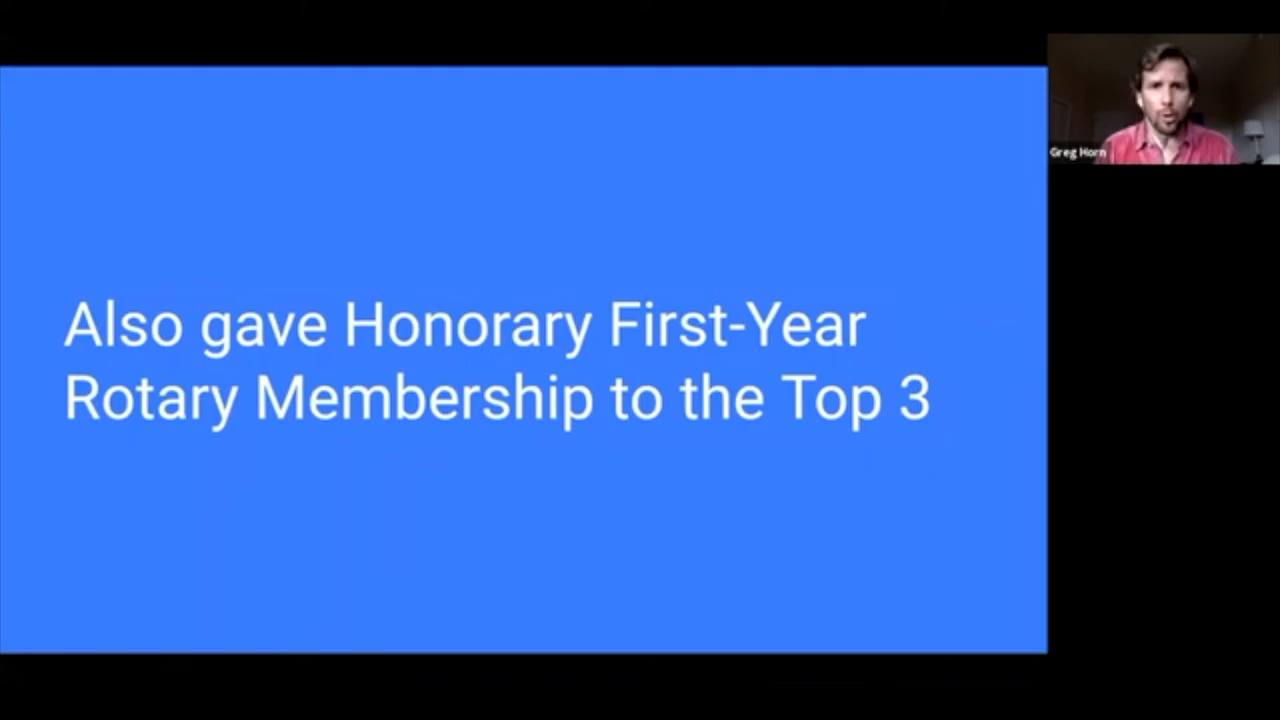 Also gave Honorary First-Year
Rotary Membership to the Top 3
Greg Horn